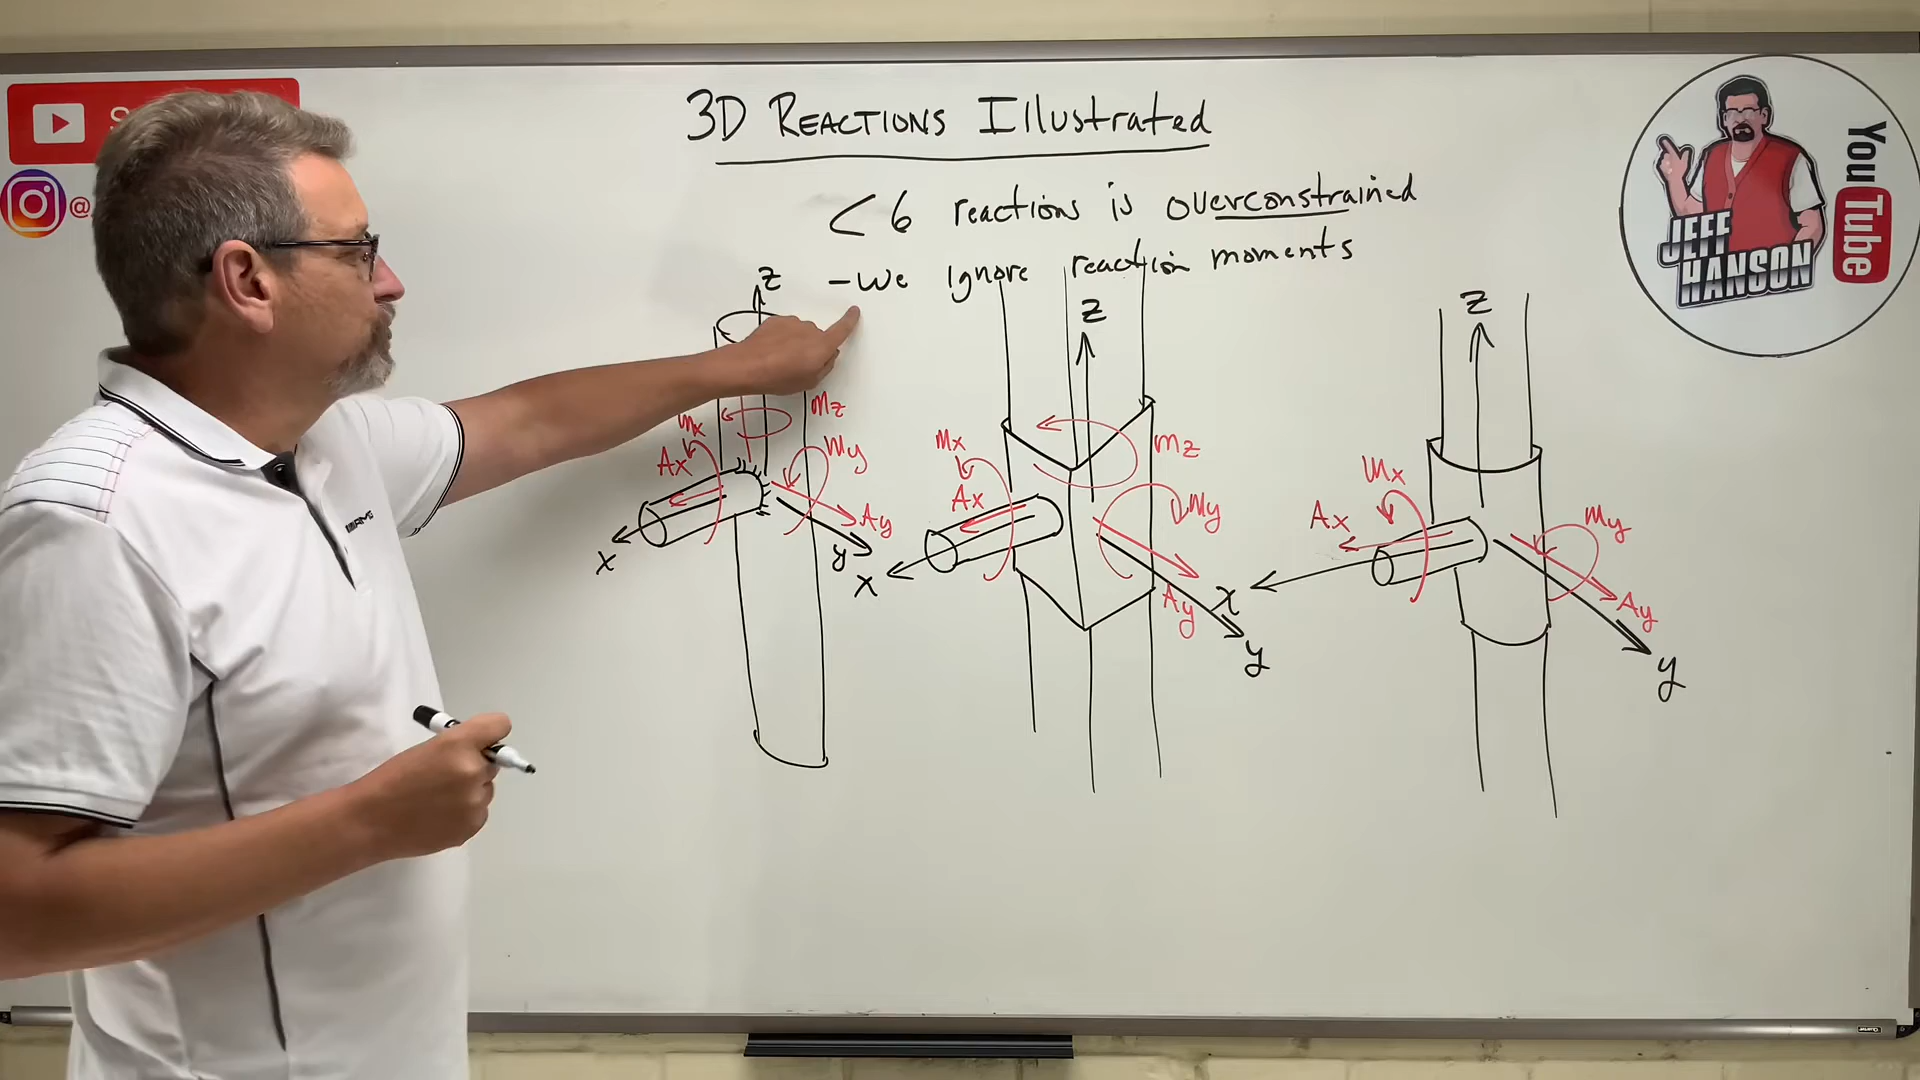 3D REACTIONS Illustrated
< 6 reactions is overconstrained
- we ignore reaction moments
z
Mz
Mx
My
Ax
Ay
x
y
z
Mx
Mz
Ax
My
Ay
x
y
z
Mx
Ax
My
Ay
x
y
YouTube
JEFF
HANSON
S
@